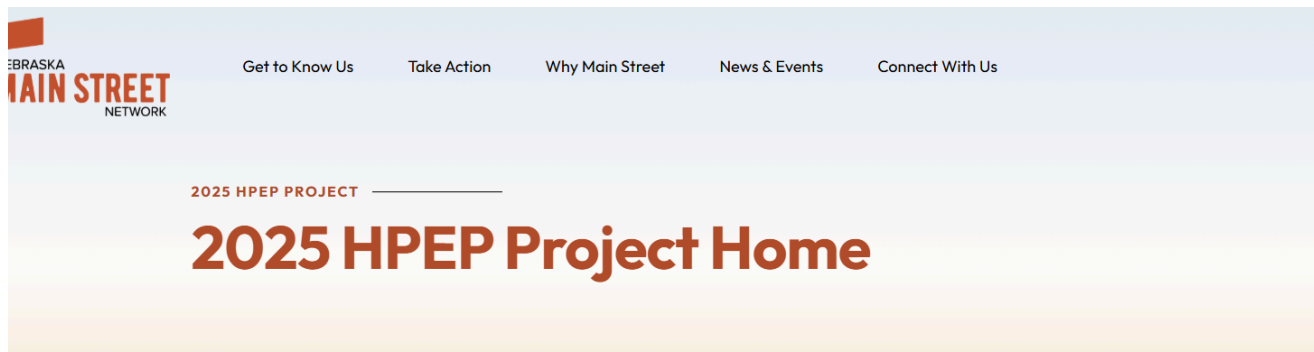 EBRASKA
MAIN STREET
NETWORK
Get to Know Us Take Action Why Main Street News & Events Connect With Us
2025 HPEP PROJECT
2025 HPEP Project Home